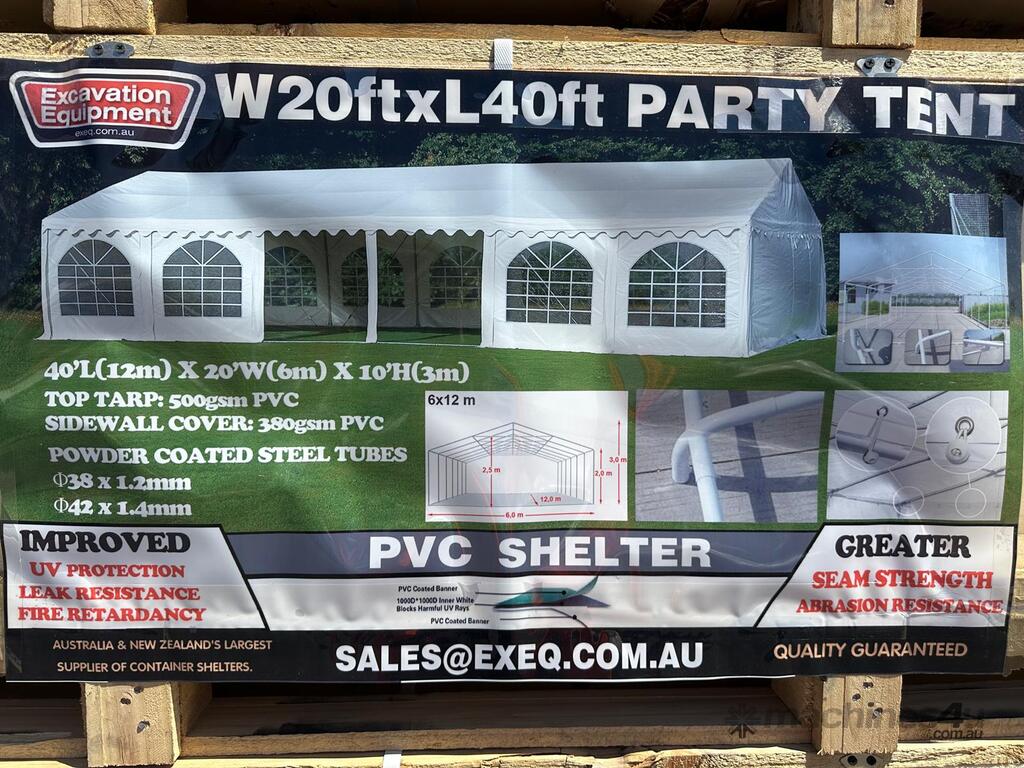 Excavation
Equipment
exeq.com.au
W20ftxL40ft PARTY TENT
40'L(12m) X 20'W(6m) X 10'H(3m)
TOP TARP: 500gsm PVC
SIDEWALL COVER: 380gsm PVC
POWDER COATED STEEL TUBES
Φ38 x 1.2mm
Φ42 x 1.4mm
6x12 m
2,5 m
3,0 m
2,0 m
12,0 m
6,0 m
IMPROVED
UV PROTECTION
LEAK RESISTANCE
FIRE RETARDANCY
PVC SHELTER
PVC Coated Banner
1000D*1000D Inner White
Blocks Harmful UV Rays
PVC Coated Banner
GREATER
SEAM STRENGTH
ABRASION RESISTANCE
AUSTRALIA & NEW ZEALAND'S LARGEST
SUPPLIER OF CONTAINER SHELTERS.
SALES@EXEQ.COM.AU
QUALITY GUARANTEED
machines4u
.com.au